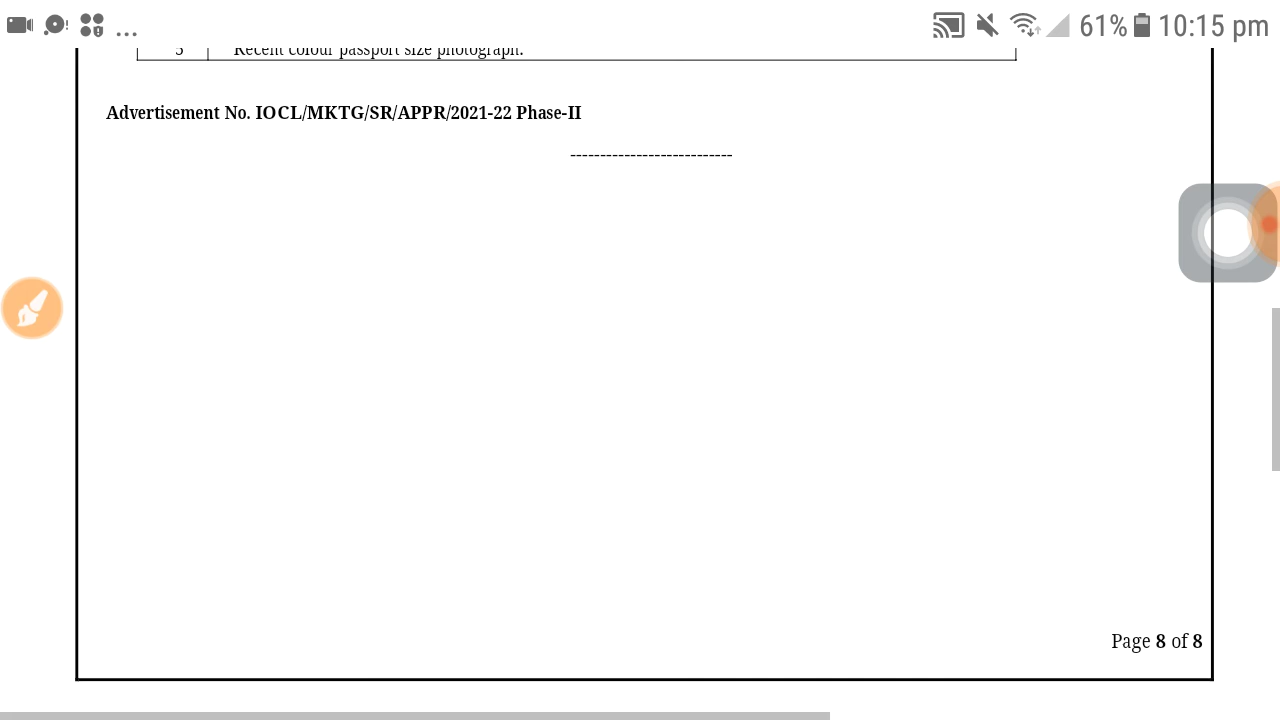 61% 10:15 pm
5 Recent colour passport size photograph.
Advertisement No. IOCL/MKTG/SR/APPR/2021-22 Phase-II
---------------------------
Page 8 of 8